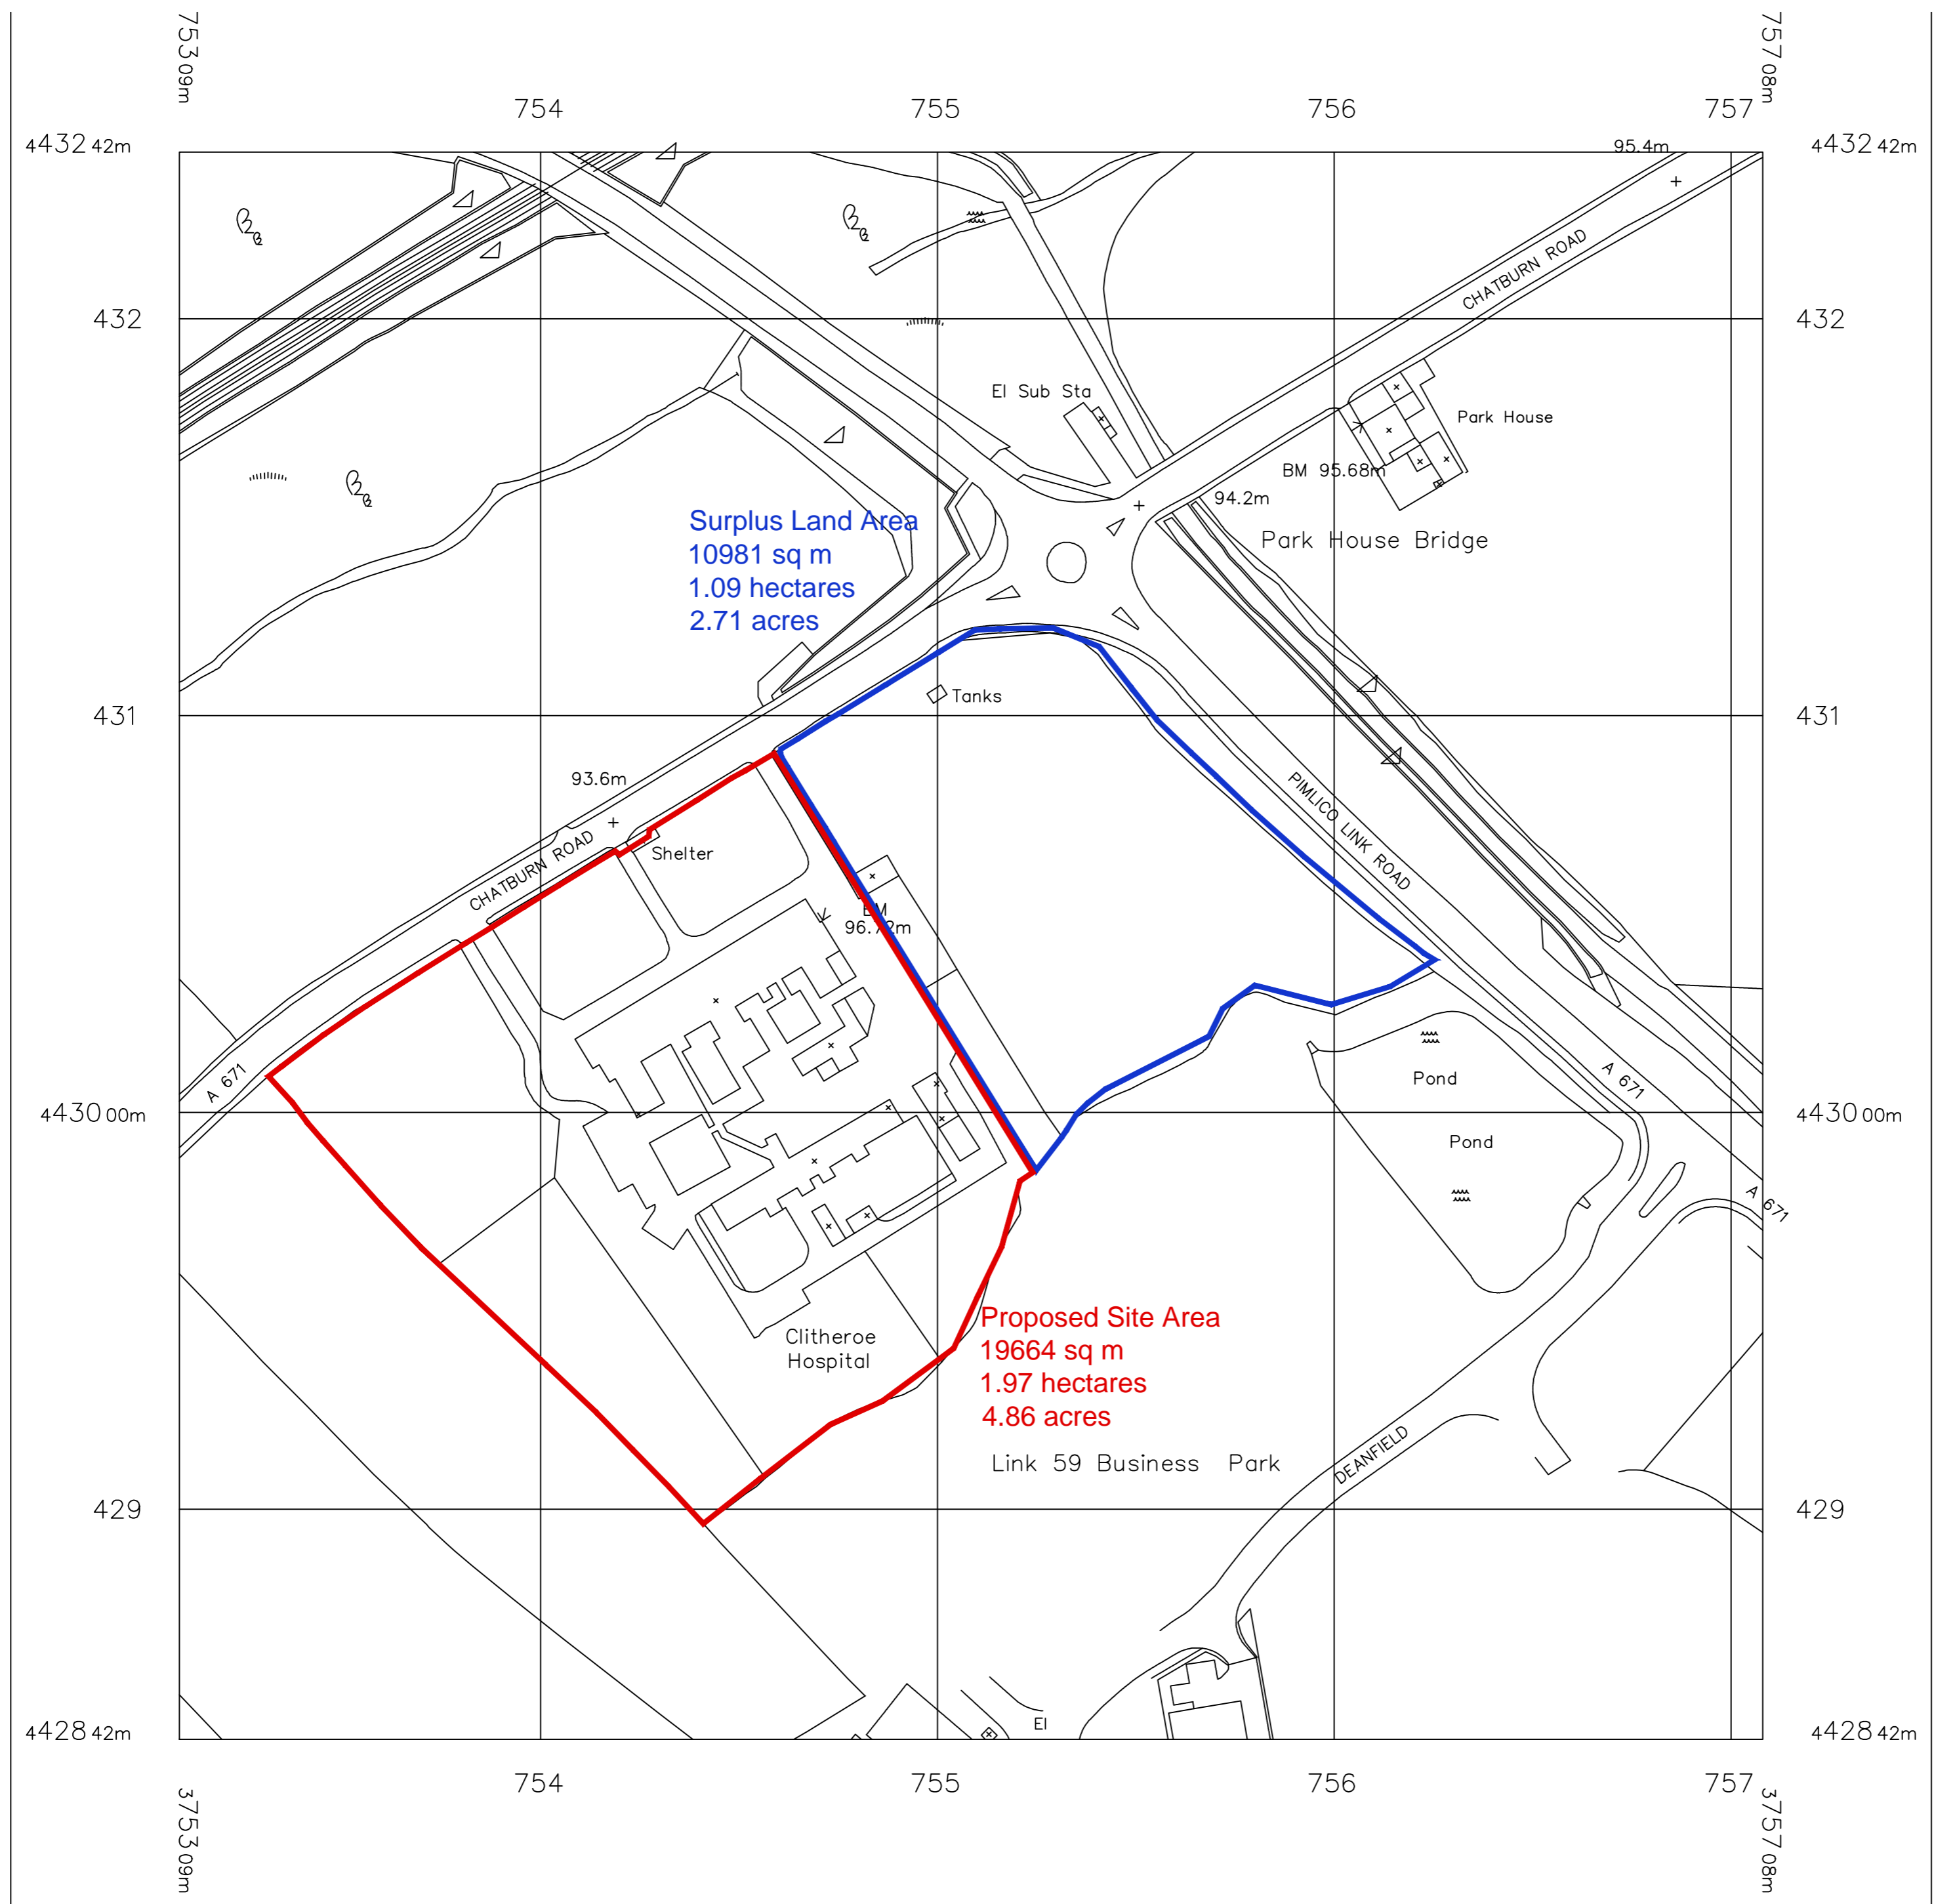 753 09m
757 08m
754
755
756
757
4432 42m
4432 42m
95.4m
CHATBURN ROAD
432
432
El Sub Sta
Park House
BM 95.68m
94.2m
Surplus Land Area
10981 sq m
1.09 hectares
2.71 acres
Park House Bridge
Tanks
431
431
93.6m
PIMLICO LINK ROAD
Shelter
CHATBURN ROAD
BM
96.72m
A 671
A 671
Pond
4430 00m
4430 00m
Pond
A 671
Proposed Site Area
19664 sq m
1.97 hectares
4.86 acres
Clitheroe
Hospital
DEANFIELD
Link 59 Business Park
429
429
El
4428 42m
4428 42m
754
755
756
757
3753 09m
3757 08m